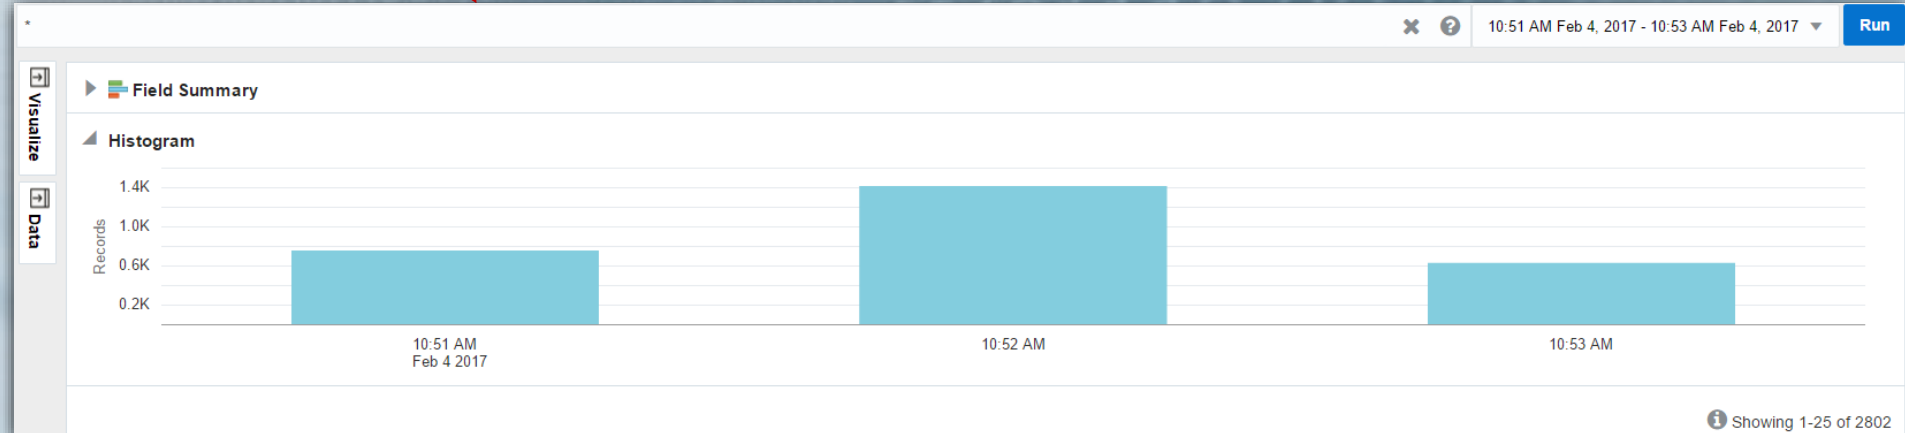 *
10:51 AM Feb 4, 2017 - 10:53 AM Feb 4, 2017
Run
Visualize
Data
Field Summary
Histogram
Records
1.4K
1.0K
0.6K
0.2K
10:51 AM
Feb 4 2017
10:52 AM
10:53 AM
Showing 1-25 of 2802